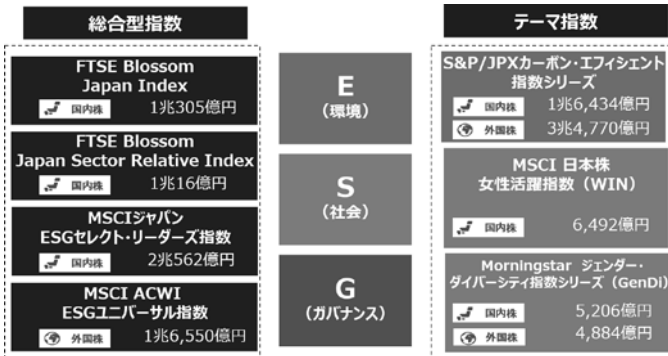 総合型指数
FTSE Blossom
Japan Index
国内株 1兆305億円
FTSE Blossom
Japan Sector Relative Index
国内株 1兆16億円
MSCIジャパン
ESGセレクト・リーダーズ指数
国内株 2兆562億円
MSCI ACWI
ESGユニバーサル指数
外国株 1兆6,550億円
E
(環境)
S
(社会)
G
(ガバナンス)
テーマ指数
S&P/JPXカーボン・エフィシェント
指数シリーズ
国内株 1兆6,434億円
外国株 3兆4,770億円
MSCI 日本株
女性活躍指数（WIN）
国内株 6,492億円
Morningstar ジェンダー・
ダイバーシティ指数シリーズ（GenDi）
国内株 5,206億円
外国株 4,884億円